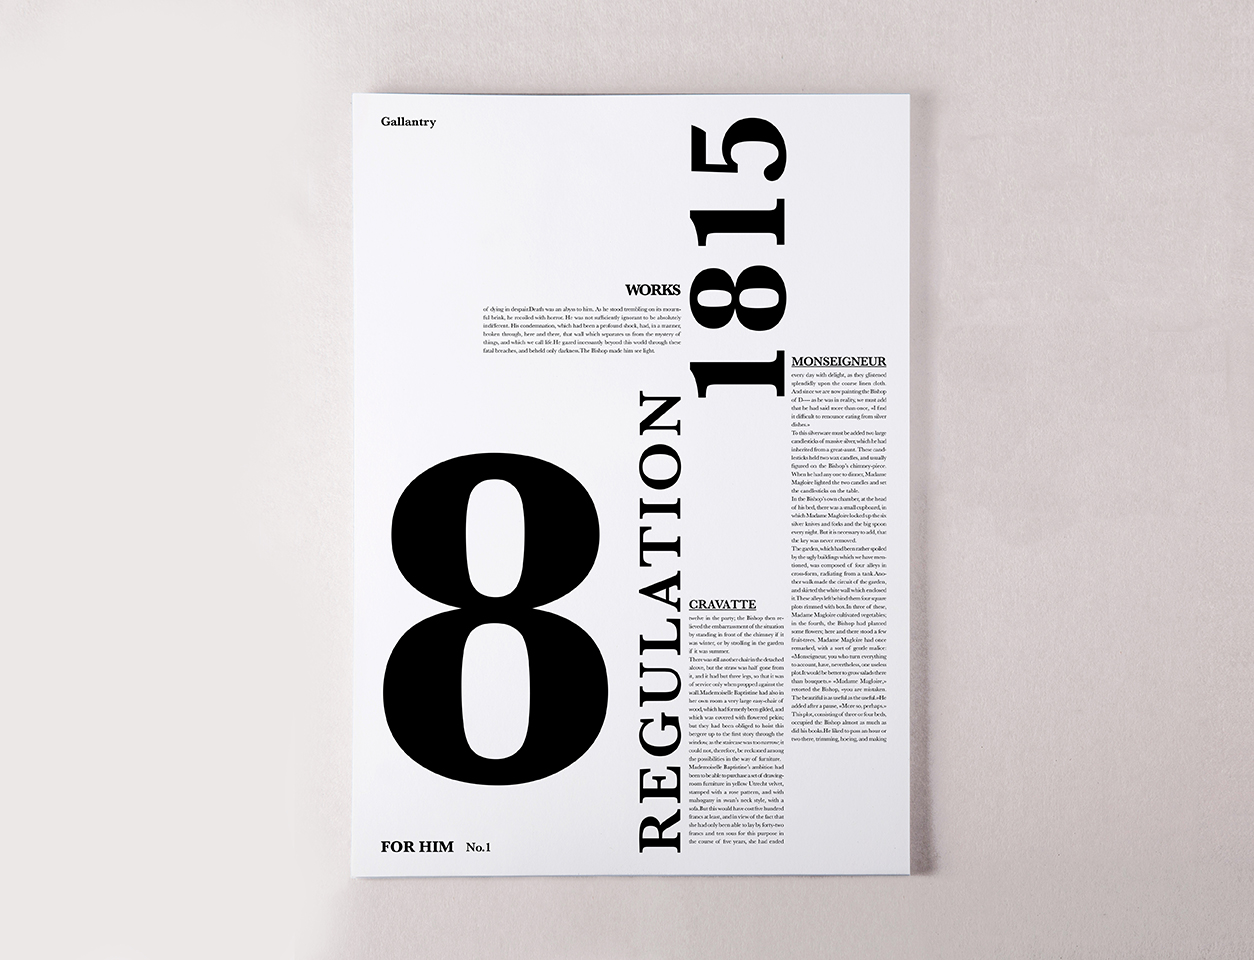 Gallantry
1815
WORKS
of dying in despair.Death was an abyss to him. As he stood trembling on its mourn-
ful brink, he recoiled with horror. He was not sufficiently ignorant to be absolutely
indifferent. His condemnation, which had been a profound shock, had, in a manner,
broken through, here and there, that wall which separates us from the mystery of
things, and which we call life.He gazed incessantly beyond this world through these
fatal breaches, and beheld only darkness.The Bishop made him see light.
8
REGULATION
CRAVATTE
twelve in the party; the Bishop then re-
lieved the embarrassment of the situation
by standing in front of the chimney if it
was winter, or by strolling in the garden
if it was summer.
There was still another chair in the detached
alcove, but the straw was half gone from
it, and it had but three legs, so that it was
of service only when propped against the
wall.Mademoiselle Baptistine had also in
her own room a very large easy-chair of
wood, which had formerly been gilded, and
which was covered with flowered pekin;
but they had been obliged to hoist this
bergere up to the first story through the
window, as the staircase was too narrow; it
could not, therefore, be reckoned among
the possibilities in the way of furniture.
Mademoiselle Baptistine's ambition had
been to be able to purchase a set of drawing-
room furniture in yellow Utrecht velvet,
stamped with a rose pattern, and with
mahogany in swan's neck style, with a
sofa.But this would have cost five hundred
francs at least, and in view of the fact that
she had only been able to lay by forty-two
francs and ten sous for this purpose in
the course of five years, she had ended
MONSEIGNEUR
every day with delight, as they glistened
splendidly upon the coarse linen cloth.
And since we are now painting the Bishop
of D—— as he was in reality, we must add
that he had said more than once, «I find
it difficult to renounce eating from silver
dishes.»
To this silverware must be added two large
candlesticks of massive silver, which he had
inherited from a great-aunt. These cand-
lesticks held two wax candles, and usually
figured on the Bishop's chimney-piece.
When he had any one to dinner, Madame
Magloire lighted the two candles and set
the candlesticks on the table.
In the Bishop's own chamber, at the head
of his bed, there was a small cupboard, in
which Madame Magloire locked up the six
silver knives and forks and the big spoon
every night. But it is necessary to add, that
the key was never removed.
The garden, which had been rather spoiled
by the ugly buildings which we have men-
tioned, was composed of four alleys in
cross-form, radiating from a tank.Ano-
ther walk made the circuit of the garden,
and skirted the white wall which enclosed
it.These alleys left behind them four square
plots rimmed with box.In three of these,
Madame Magloire cultivated vegetables;
in the fourth, the Bishop had planted
some flowers; here and there stood a few
fruit-trees. Madame Magloire had once
remarked, with a sort of gentle malice:
«Monseigneur, you who turn everything
to account, have, nevertheless, one useless
plot.It would be better to grow salads there
than bouquets.» «Madame Magloire,»
retorted the Bishop, «you are mistaken.
The beautiful is as useful as the useful.»He
added after a pause, «More so, perhaps.»
This plot, consisting of three or four beds,
occupied the Bishop almost as much as
did his books.He liked to pass an hour or
two there, trimming, hoeing, and making
FOR HIM No.1